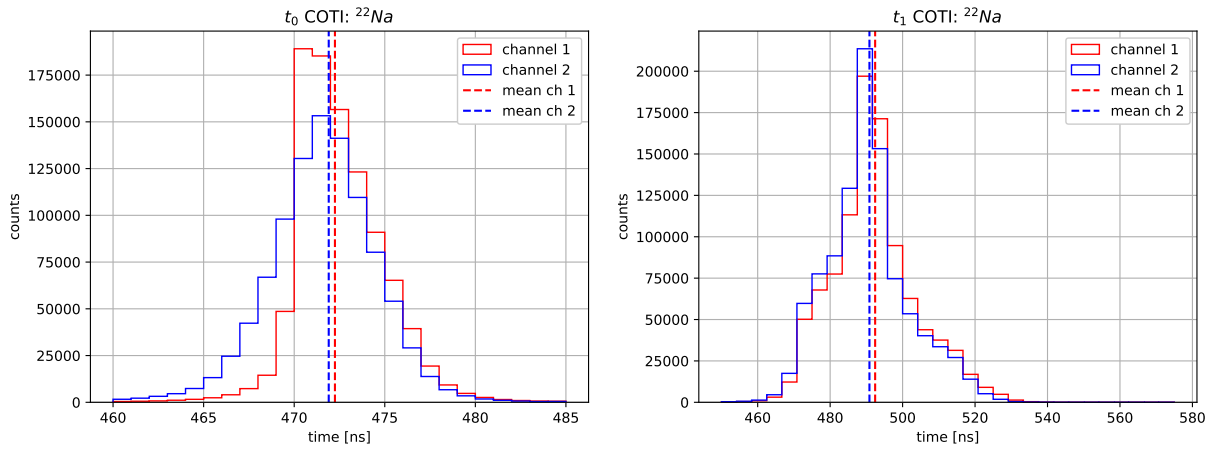 t₀ COTI: ²²Na
175000
150000
125000
100000
75000
50000
25000
0
counts
460
465
470
475
480
485
time [ns]
channel 1
channel 2
mean ch 1
mean ch 2
t₁ COTI: ²²Na
200000
175000
150000
125000
100000
75000
50000
25000
0
counts
460
480
500
520
540
560
580
time [ns]
channel 1
channel 2
mean ch 1
mean ch 2